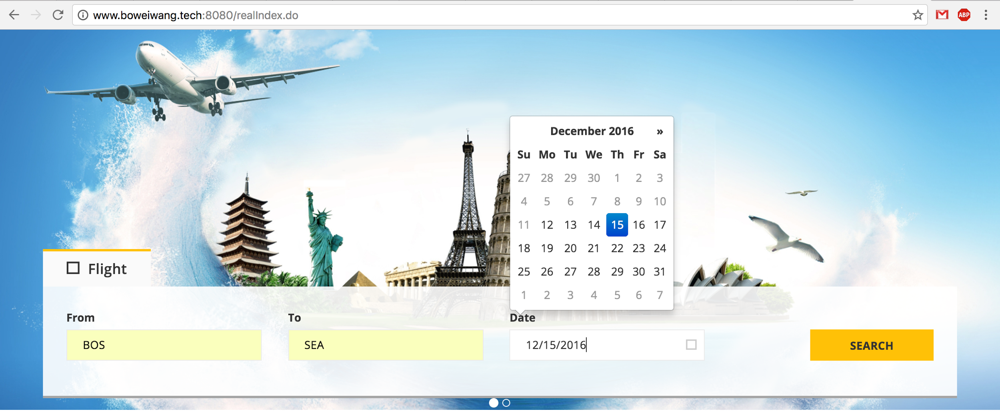 www.boweiwang.tech:8080/realIndex.do
ABP
December 2016 »
Su Mo Tu We Th Fr Sa
27 28 29 30 1 2 3
4 5 6 7 8 9 10
11 12 13 14 15 16 17
18 19 20 21 22 23 24
25 26 27 28 29 30 31
1 2 3 4 5 6 7
Flight
From To Date
BOS SEA 12/15/2016 SEARCH